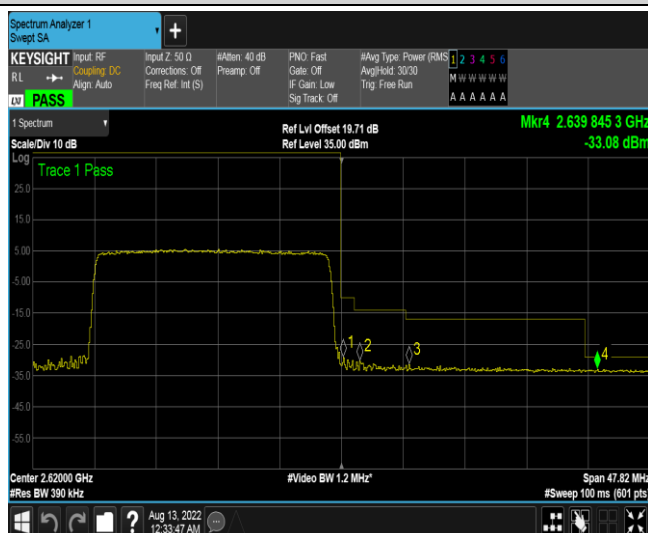 Spectrum Analyzer 1
Swept SA
+
KEYSIGHT Input: RF Input Z: 50 Ω #Atten: 40 dB PNO: Fast #Avg Type: Power (RMS 1 2 3 4 5 6
R L Coupling: DC Corrections: Off Preamp: Off Gate: Off Avg|Hold: 30/30 M W W W W W
Align: Auto Freq Ref: Int (S) IF Gain: Low Trig: Free Run
LXI PASS Sig Track: Off A A A A A A
1 Spectrum Ref Lvl Offset 19.71 dB Mkr4 2.639 845 3 GHz
Scale/Div 10 dB Ref Level 35.00 dBm -33.08 dBm
Log
Trace 1 Pass
25.0
15.0
5.00
-5.00
-15.0
-25.0
1 2 3 4
-35.0
-45.0
-55.0
Center 2.62000 GHz #Video BW 1.2 MHz* Span 47.82 MHz
#Res BW 390 kHz #Sweep 100 ms (601 pts)
? Aug 13, 2022
12:33:47 AM